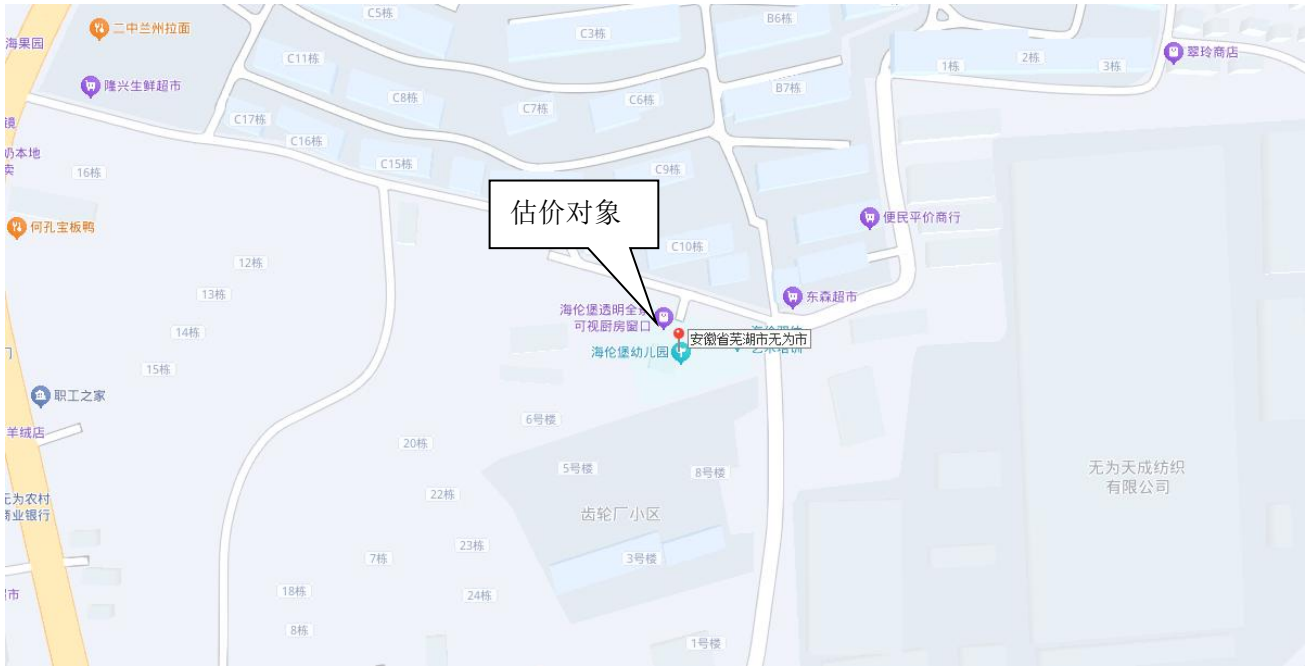 C5栋
B6栋
二中兰州拉面
C3栋
海果园
翠玲商店
C11栋
2栋
1栋
3栋
隆兴生鲜超市
B7栋
C8栋
C6栋
C7栋
C17栋
镜
C16栋
奶本地
卖
C15栋
C9栋
16栋
估价对象
便民平价商行
何孔宝板鸭
C10栋
12栋
13栋
东森超市
海伦堡透明全
可视厨房窗口
14栋
安徽省芜湖市无为市
海伦堡幼儿园
门
15栋
职工之家
6号楼
羊绒店
20栋
5号楼
8号楼
无为天成纺织
有限公司
22栋
无为农村
商业银行
齿轮厂小区
23栋
7栋
3号楼
18栋
24栋
超市
8栋
1号楼